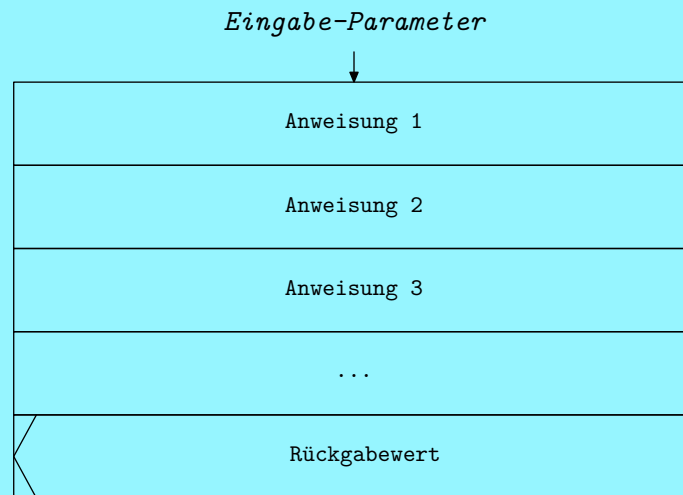 Eingabe-Parameter
Anweisung 1
Anweisung 2
Anweisung 3
...
Rückgabewert